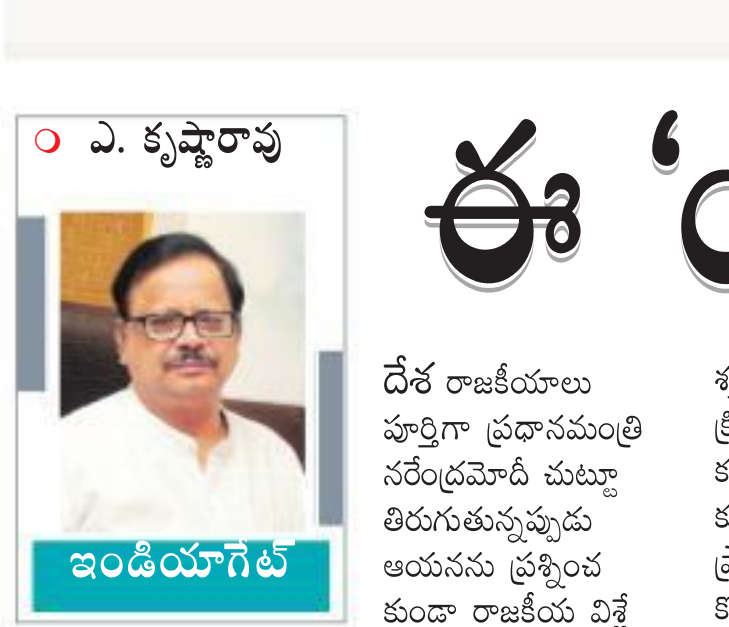 ఎ. కృష్ణారావు
ఇండియాగేట్
ఈ ‘
దేశ రాజకీయాలు
పూర్తిగా ప్రధానమంత్రి
నరేంద్రమోదీ చుట్టూ
తిరుగుతున్నప్పుడు
ఆయనను ప్రశ్నించ
కుండా రాజకీయ విశ్లే